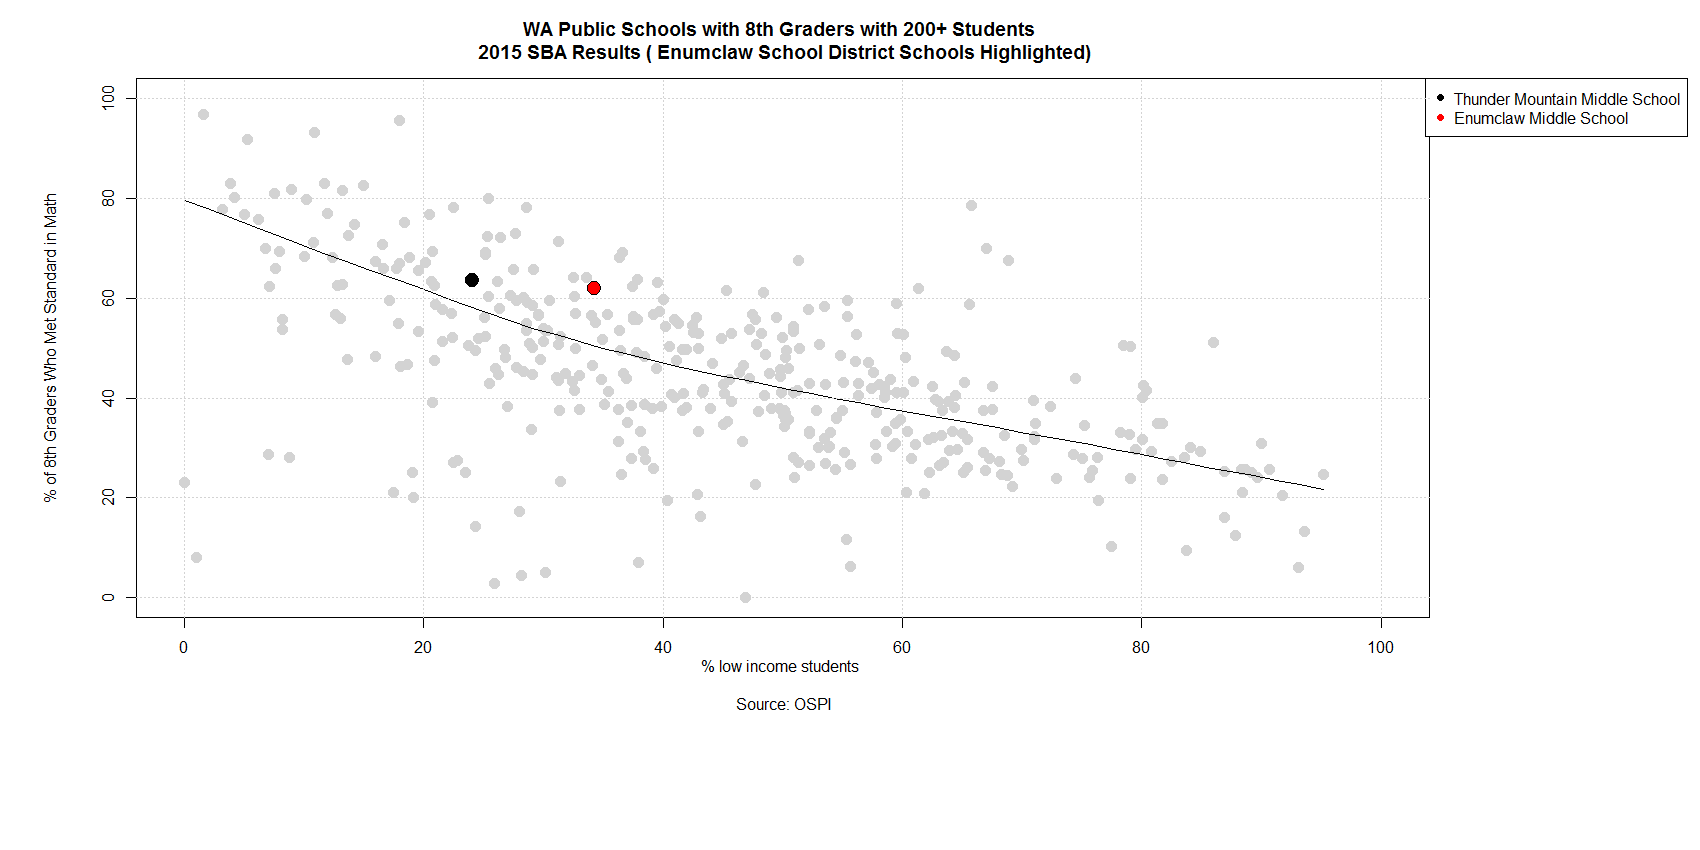 WA Public Schools with 8th Graders with 200+ Students
2015 SBA Results ( Enumclaw School District Schools Highlighted)
Thunder Mountain Middle School
Enumclaw Middle School
% of 8th Graders Who Met Standard in Math
100
80
60
40
20
0
0 20 40 60 80 100
% low income students
Source: OSPI